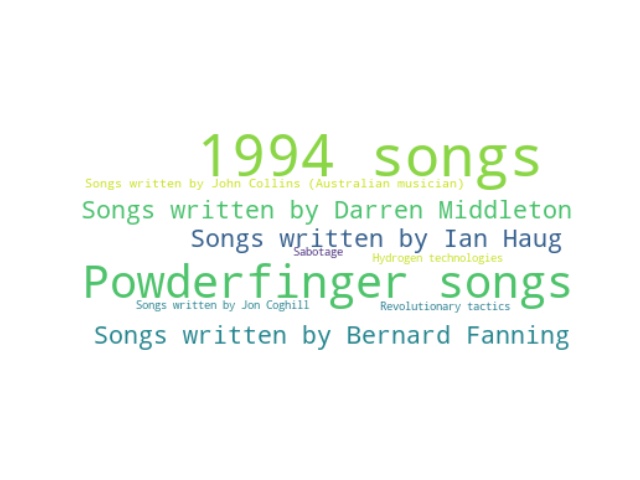 1994 songs
Songs written by John Collins (Australian musician)
Songs written by Darren Middleton
Songs written by Ian Haug
Sabotage
Hydrogen technologies
Powderfinger songs
Songs written by Jon Coghill
Revolutionary tactics
Songs written by Bernard Fanning